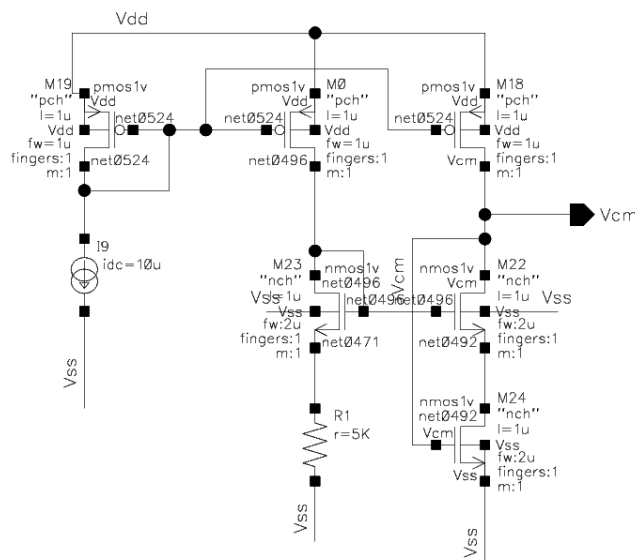 Vdd
M19
pmos1v
"pch"
Vdd
l=1u
net0524
Vdd
fw=1u
fingers:1
net0524
m:1
pmos1v
M0
"pch"
Vdd
l=1u
net0524
Vdd
fw=1u
net0496
fingers:1
m:1
pmos1v
M18
"pch"
Vdd
l=1u
net0524
Vdd
fw=1u
Vcm
fingers:1
m:1
Vcm
I9
idc=10u
Vss
M23
nmos1v
"nch"
net0496
l=1u
Vss
net0496
Vss
fw:2u
fingers:1
net0471
m:1
Vcm
nmos1v
M22
"nch"
Vcm
l=1u
net0496
Vss
Vss
fw:2u
net0492
fingers:1
m:1
R1
r=5K
Vss
nmos1v
M24
"nch"
net0492
l=1u
Vcm
Vss
fw:2u
Vss
fingers:1
m:1
Vss